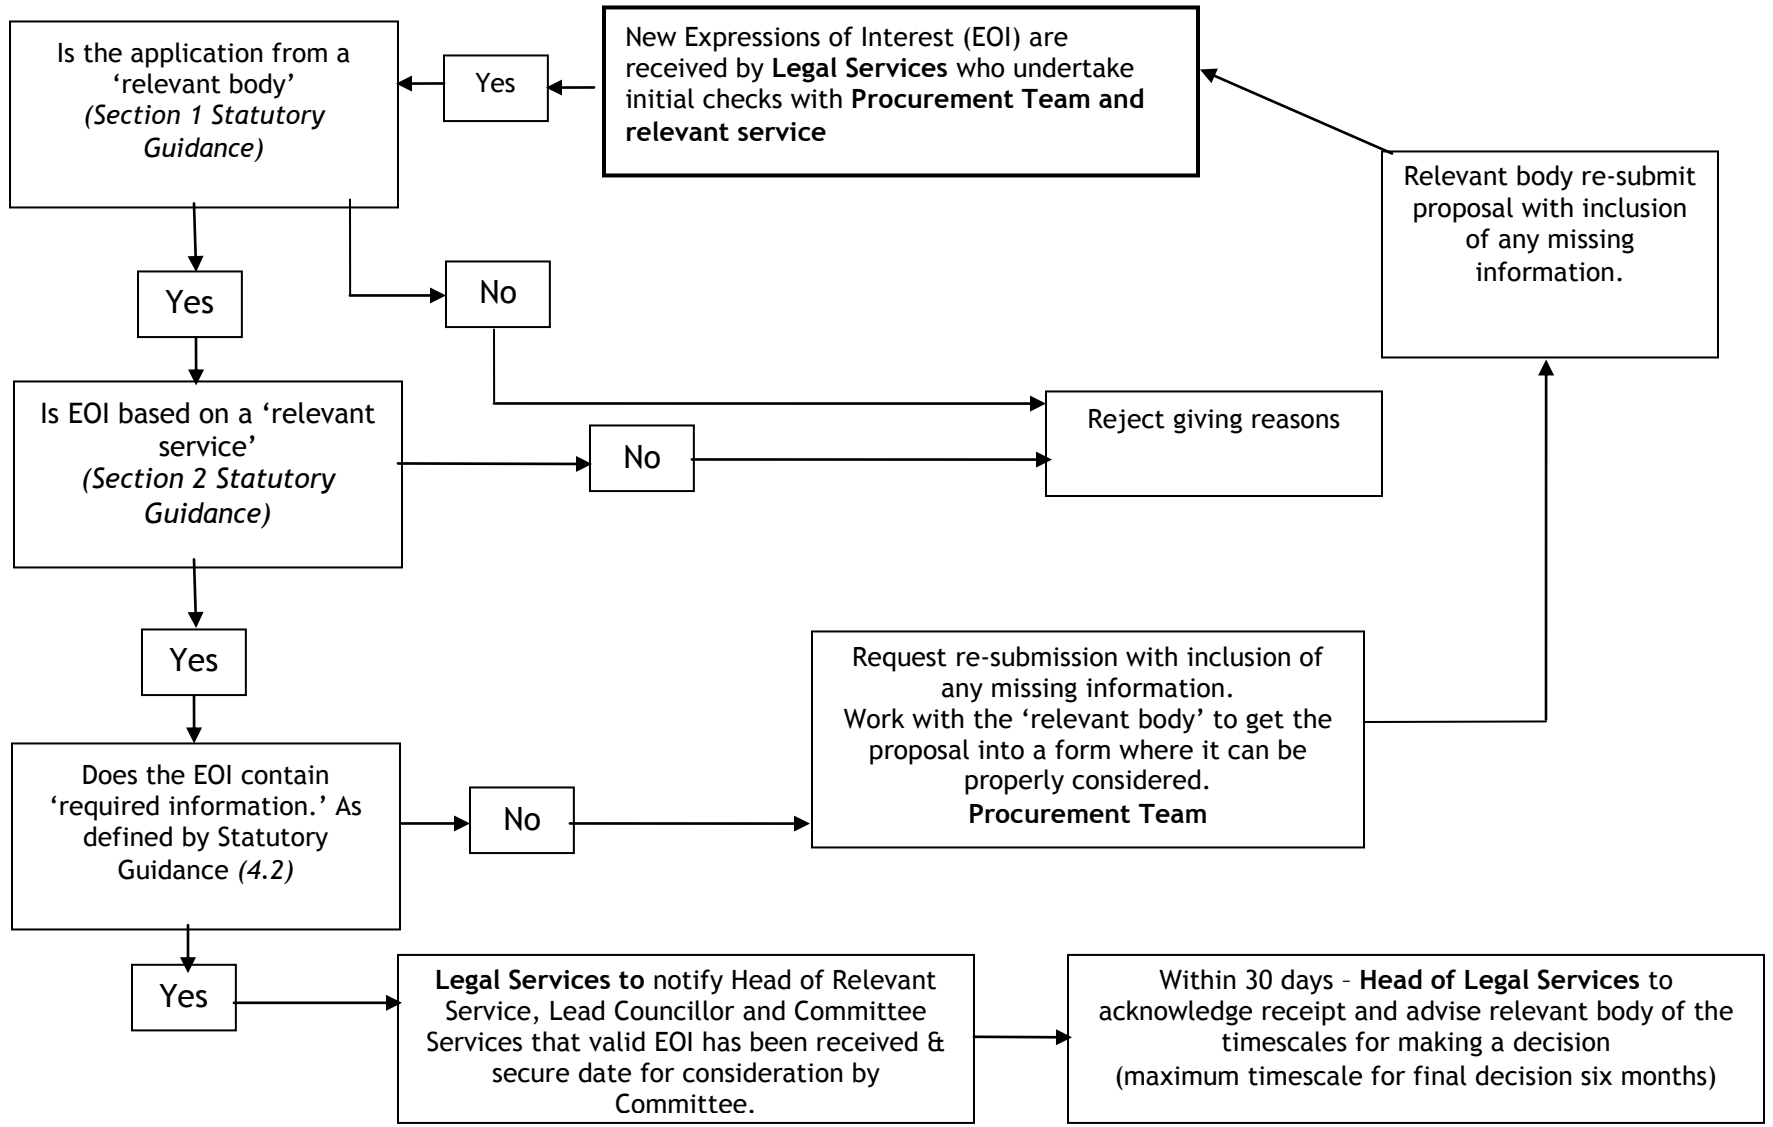 New Expressions of Interest (EOI) are
received by Legal Services who undertake
initial checks with Procurement Team and
relevant service
Yes
Is the application from a
‘relevant body’
(Section 1 Statutory
Guidance)
Yes
No
Relevant body re-submit
proposal with inclusion
of any missing
information.
Is EOI based on a ‘relevant
service’
(Section 2 Statutory
Guidance)
No
Reject giving reasons
Yes
Does the EOI contain
‘required information.’ As
defined by Statutory
Guidance (4.2)
No
Request re-submission with inclusion of
any missing information.
Work with the ‘relevant body’ to get the
proposal into a form where it can be
properly considered.
Procurement Team
Yes
Legal Services to notify Head of Relevant
Service, Lead Councillor and Committee
Services that valid EOI has been received &
secure date for consideration by
Committee.
Within 30 days – Head of Legal Services to
acknowledge receipt and advise relevant body of the
timescales for making a decision
(maximum timescale for final decision six months)